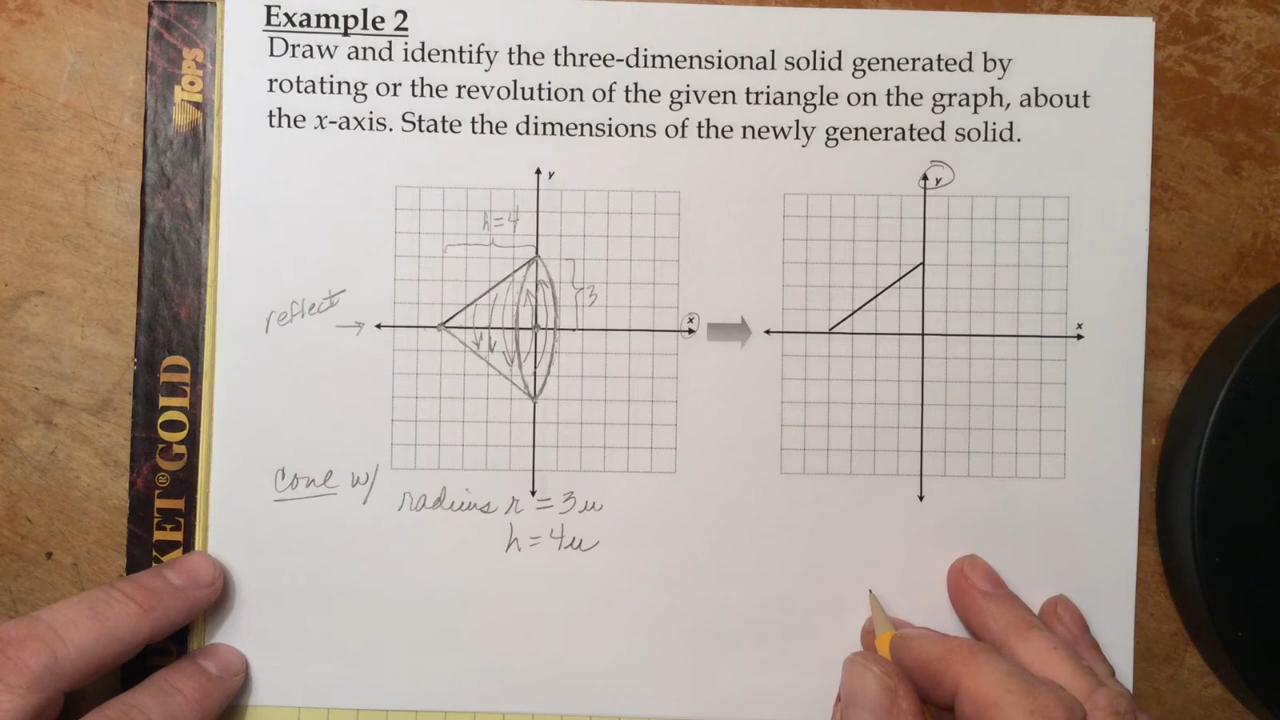 Example 2
Draw and identify the three-dimensional solid generated by
rotating or the revolution of the given triangle on the graph, about
the x-axis. State the dimensions of the newly generated solid.
TOPS
KET®GOLD
y
h=4
3
reflect
x
y
x
Cone w/
radius r = 3u
h = 4u